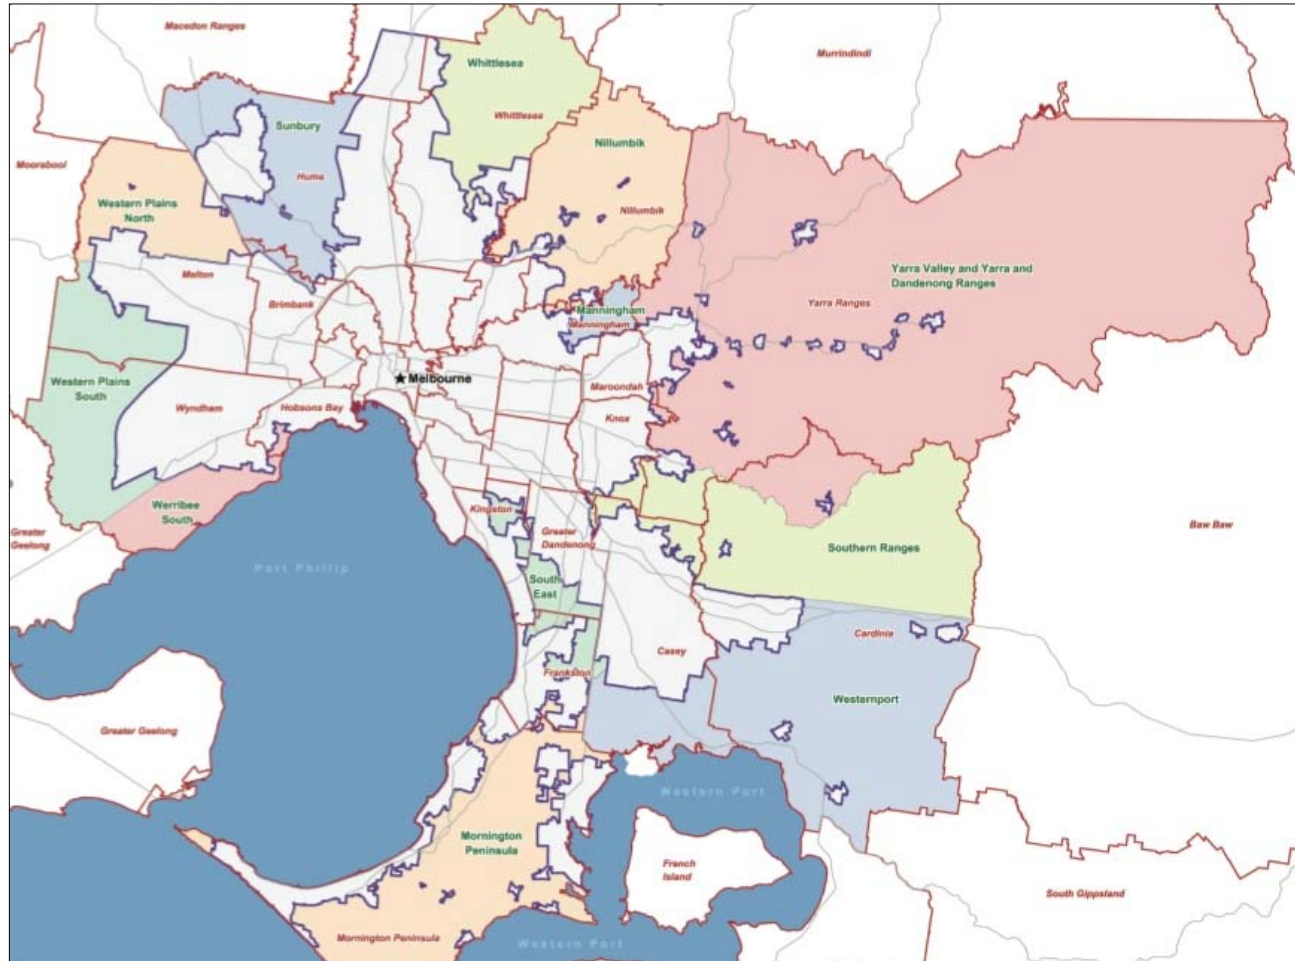 Macedon Ranges
Murrindindi
Whittlesea
Whittlesea
Sunbury
Nillumbik
Moorabool
Hume
Western Plains
North
Nillumbik
Yarra Valley and Yarra and
Dandenong Ranges
Melton
Brimbank
Yarra Ranges
Manningham
Manningham
Melbourne
Western Plains
South
Maroondah
Wyndham
Hobsons Bay
Knox
Werribee
South
Kingston
Greater
Dandenong
Greater
Geelong
Baw Baw
Southern Ranges
Port Phillip
South
East
Cardinia
Casey
Frankston
Westernport
Greater Geelong
Western Port
Mornington
Peninsula
French
Island
South Gippsland
Mornington Peninsula
Western Port